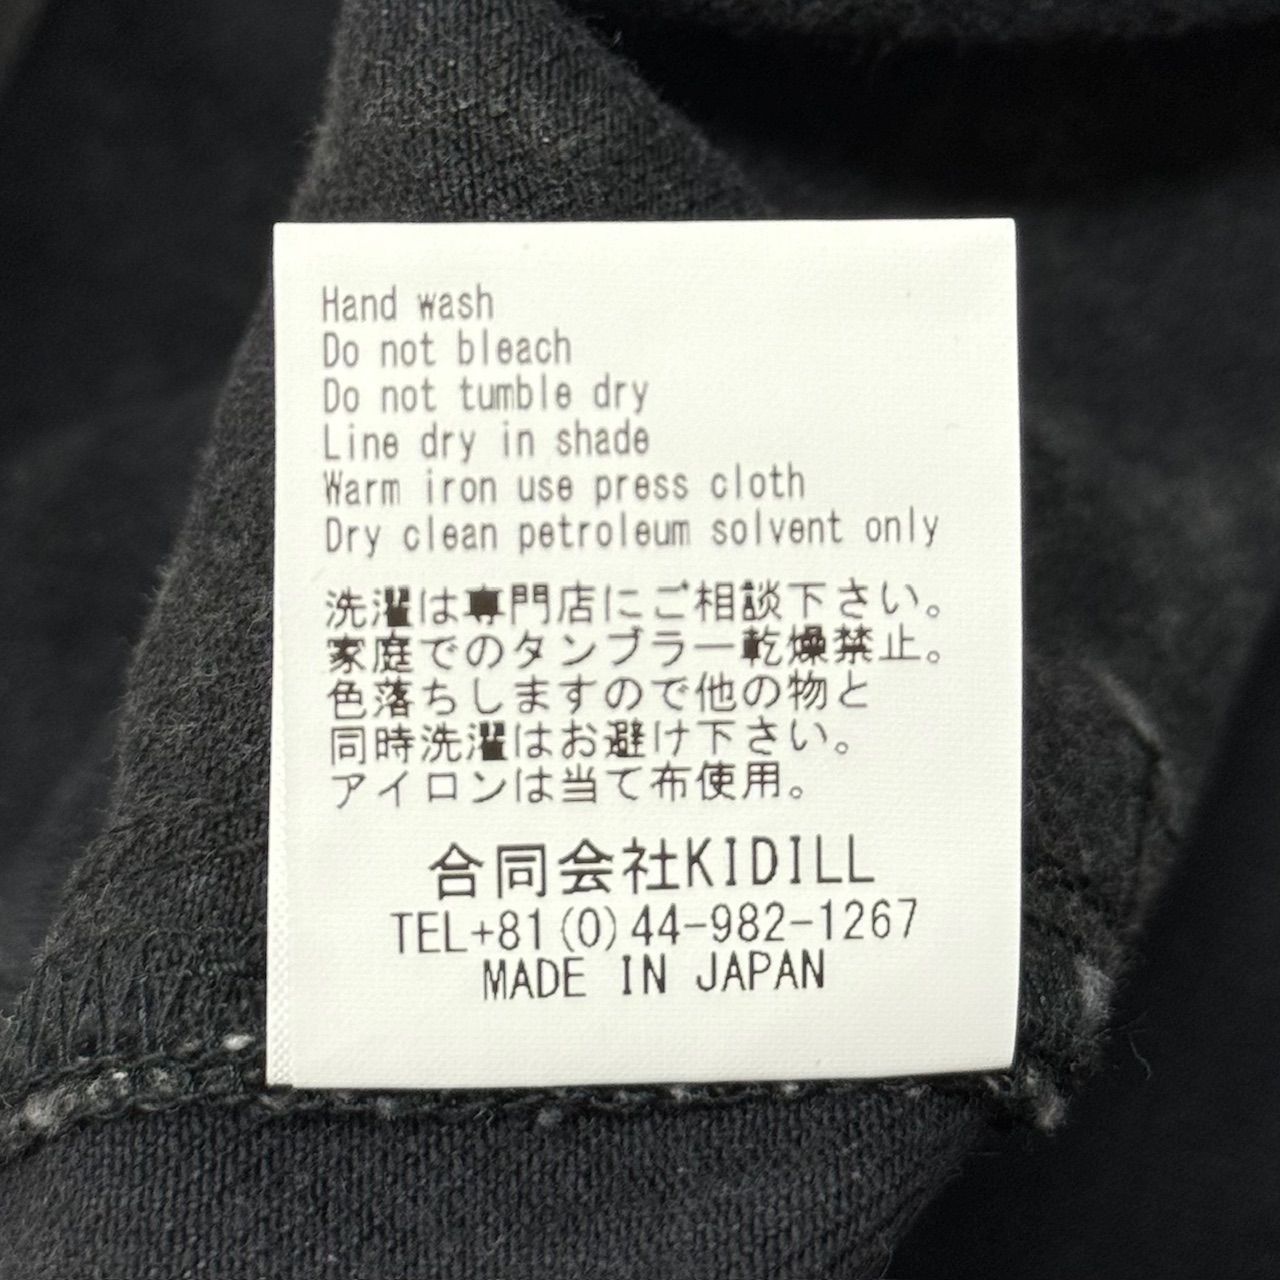 Hand wash
Do not bleach
Do not tumble dry
Line dry in shade
Warm iron use press cloth
Dry clean petroleum solvent only
洗濯は専門店にご相談下さい。
家庭でのタンブラー乾燥禁止。
色落ちしますので他の物と
同時洗濯はお避け下さい。
アイロンは当て布使用。
合同会社KIDILL
TEL+81(0)44-982-1267
MADE IN JAPAN